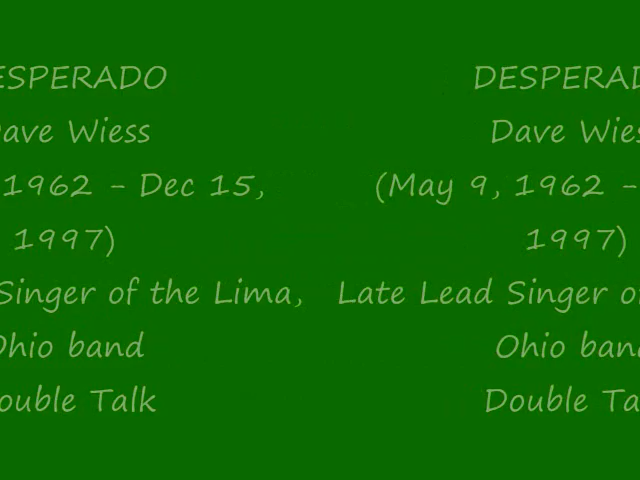 ESPERADO DESPERAD
ave Wiess Dave Wies
1962 - Dec 15, (May 9, 1962 -
1997) 1997)
Singer of the Lima, Late Lead Singer of
Ohio band Ohio ban
ouble Talk Double Ta